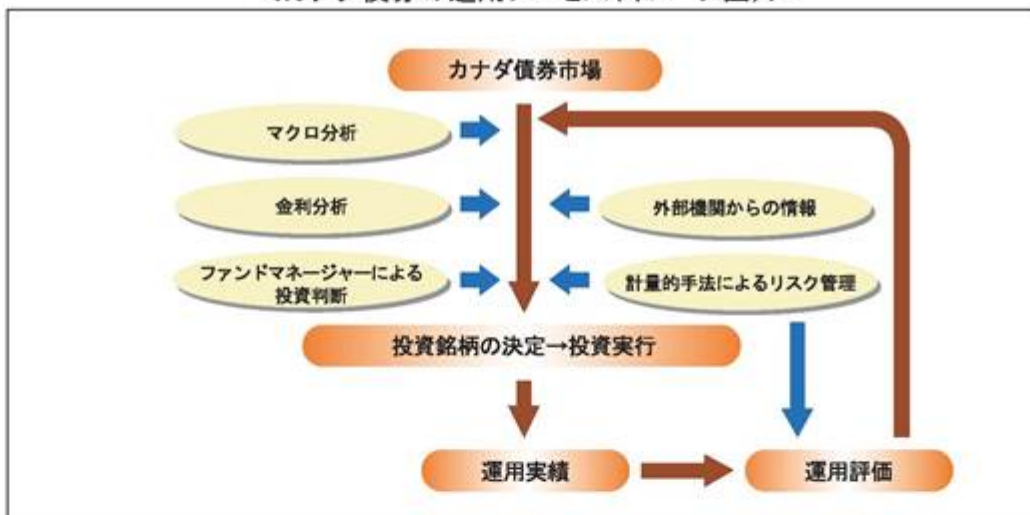 カナダ債券市場
マクロ分析
金利分析
外部機関からの情報
ファンドマネージャーによる
投資判断
計量的手法によるリスク管理
投資銘柄の決定→投資実行
運用実績
運用評価